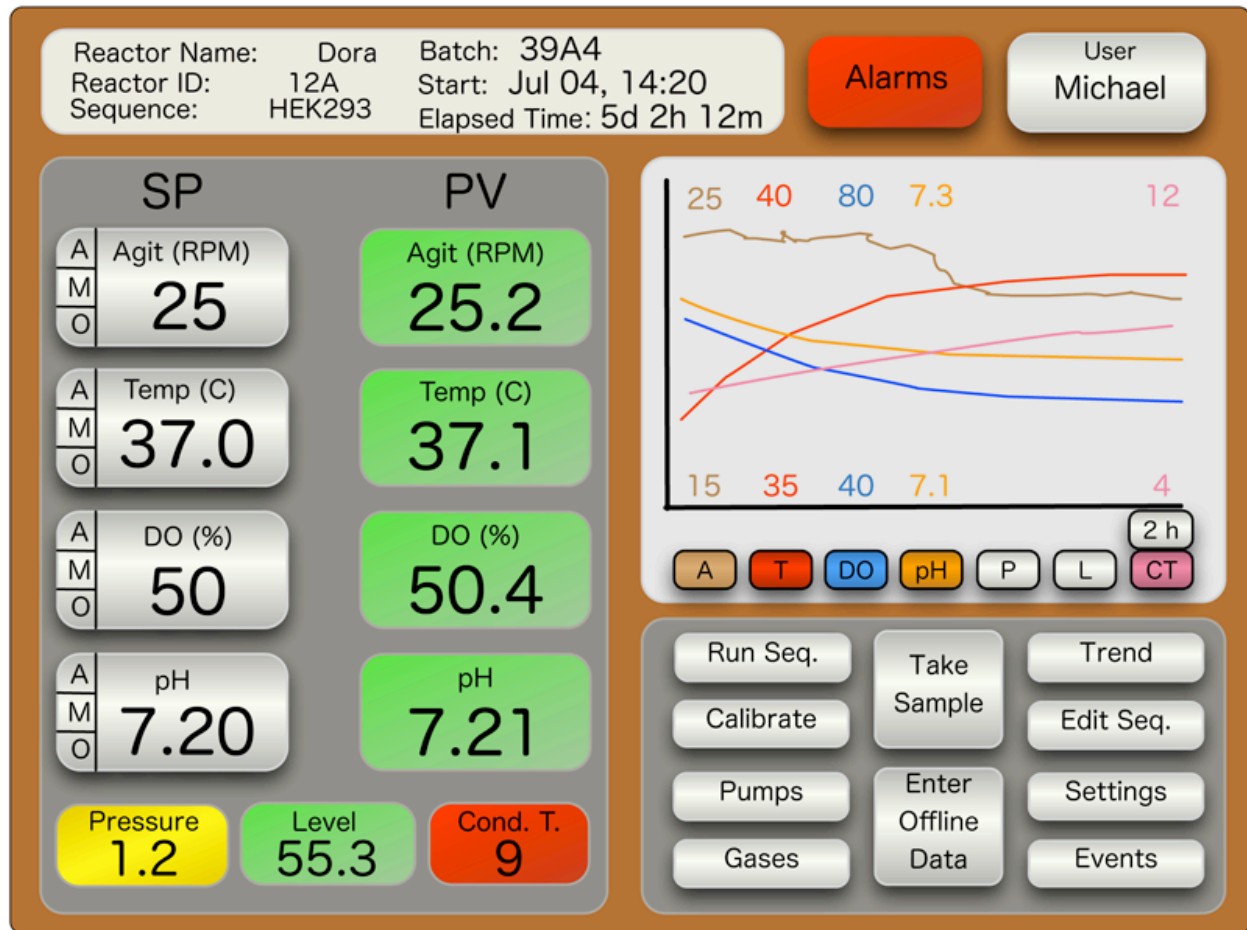 Reactor Name: Dora
Reactor ID: 12A
Sequence: HEK293
Batch: 39A4
Start: Jul 04, 14:20
Elapsed Time: 5d 2h 12m
Alarms
User
Michael
SP
PV
A
M
O
Agit (RPM)
25
Agit (RPM)
25.2
A
M
O
Temp (C)
37.0
Temp (C)
37.1
A
M
O
DO (%)
50
DO (%)
50.4
A
M
O
pH
7.20
pH
7.21
Pressure
1.2
Level
55.3
Cond. T.
9
25 40 80 7.3 12
15 35 40 7.1 4
2 h
A T DO pH P L CT
Run Seq.
Take
Sample
Trend
Calibrate
Edit Seq.
Pumps
Enter
Offline
Data
Settings
Gases
Events